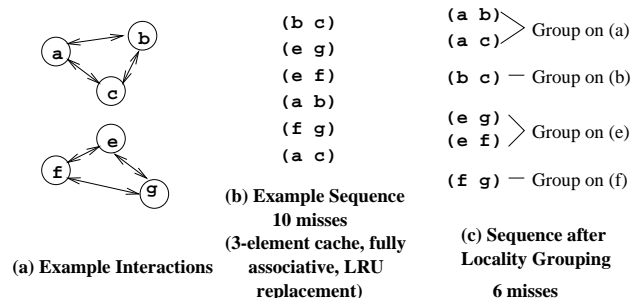 a
b
c
e
f
g
(a) Example Interactions
(b c)
(e g)
(e f)
(a b)
(f g)
(a c)
(b) Example Sequence
10 misses
(3-element cache, fully
associative, LRU
replacement)
(a b)
(a c)
Group on (a)
(b c)
Group on (b)
(e g)
(e f)
Group on (e)
(f g)
Group on (f)
(c) Sequence after
Locality Grouping
6 misses